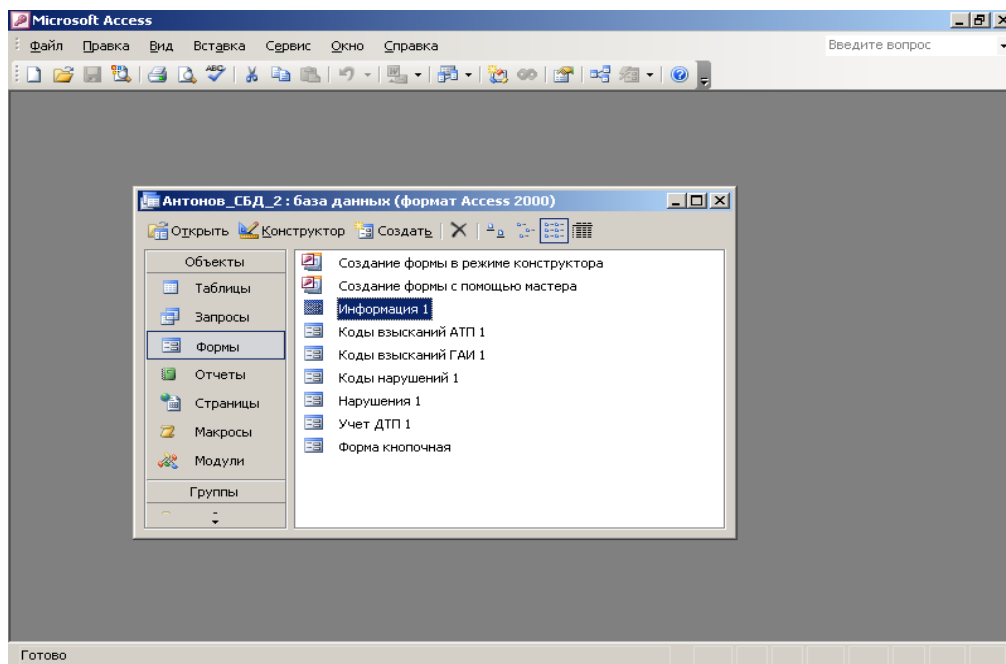 Microsoft Access
Файл Правка Вид Вставка Сервис Окно Справка Введите вопрос
Антонов_СБД_2 : база данных (формат Access 2000)
Открыть Конструктор Создать
Объекты
Таблицы
Запросы
Формы
Отчеты
Страницы
Макросы
Модули
Группы
Создание формы в режиме конструктора
Создание формы с помощью мастера
Информация 1
Коды взысканий АТП 1
Коды взысканий ГАИ 1
Коды нарушений 1
Нарушения 1
Учет ДТП 1
Форма кнопочная
Готово